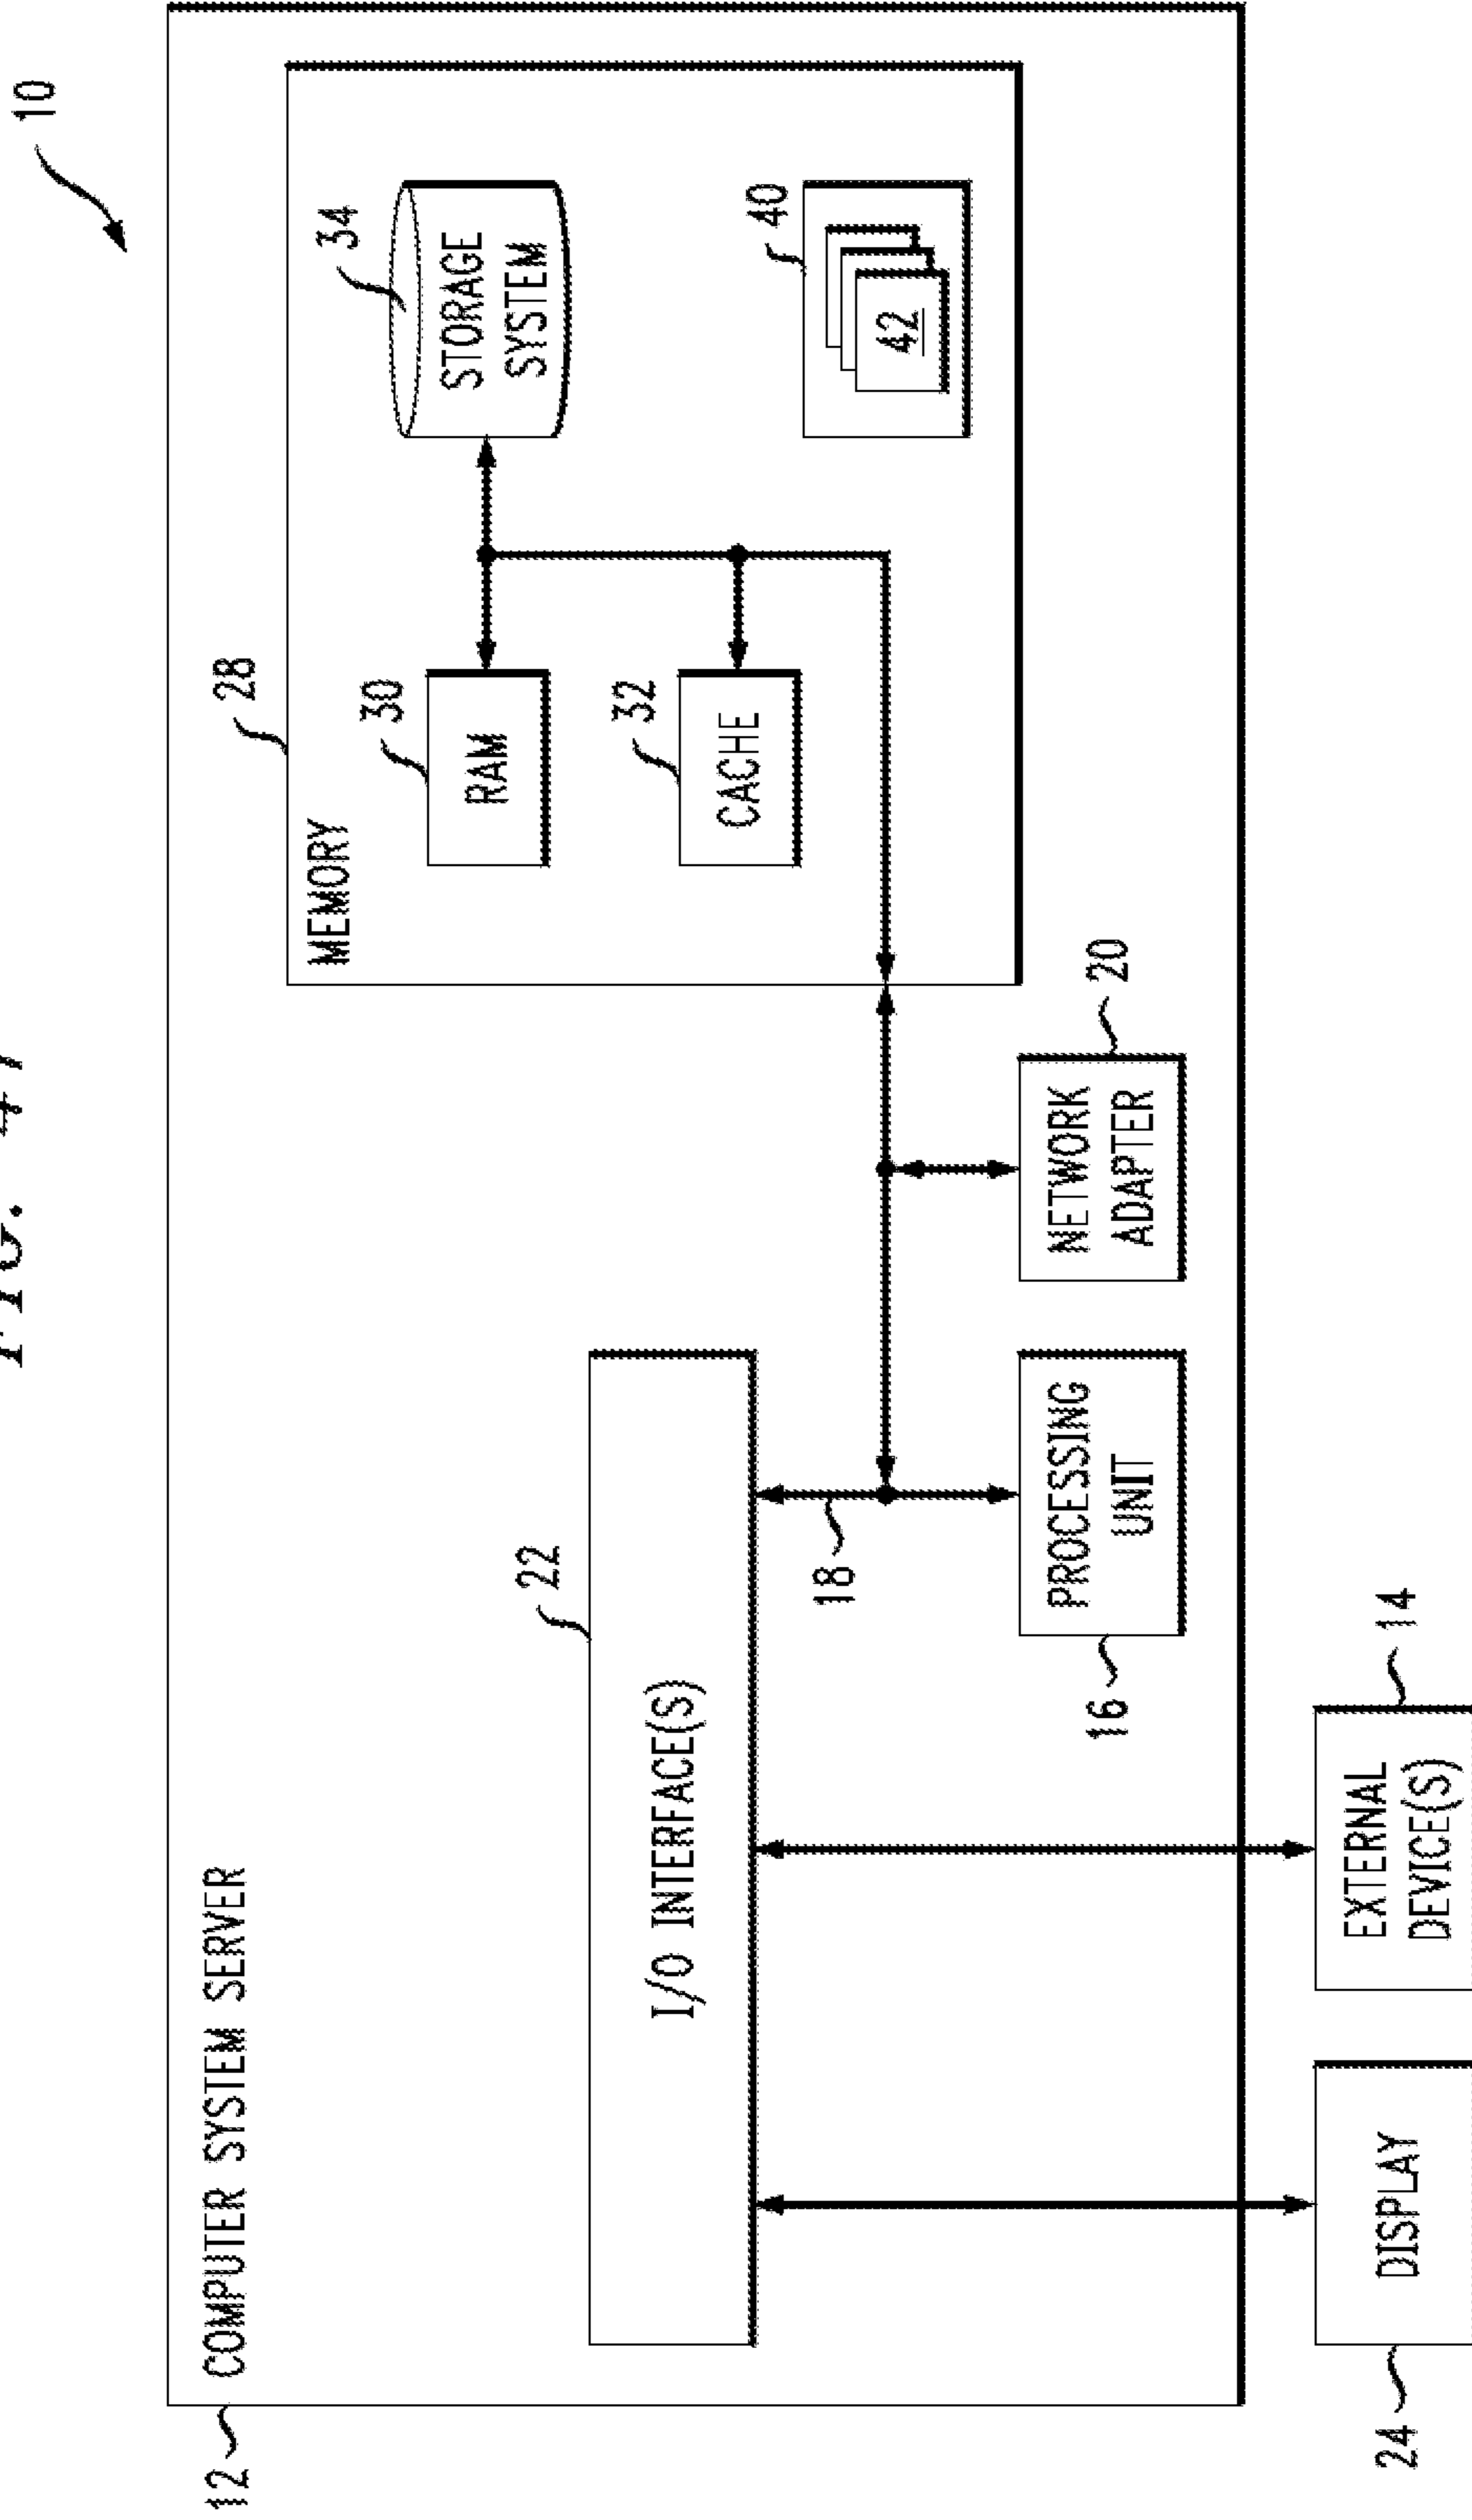 10
12
COMPUTER SYSTEM SERVER
28
MEMORY
34
STORAGE
SYSTEM
30
RAM
22
I/O INTERFACE(S)
32
CACHE
40
42
18
16
PROCESSING
UNIT
NETWORK
ADAPTER
20
24
DISPLAY
EXTERNAL
DEVICE(S)
14